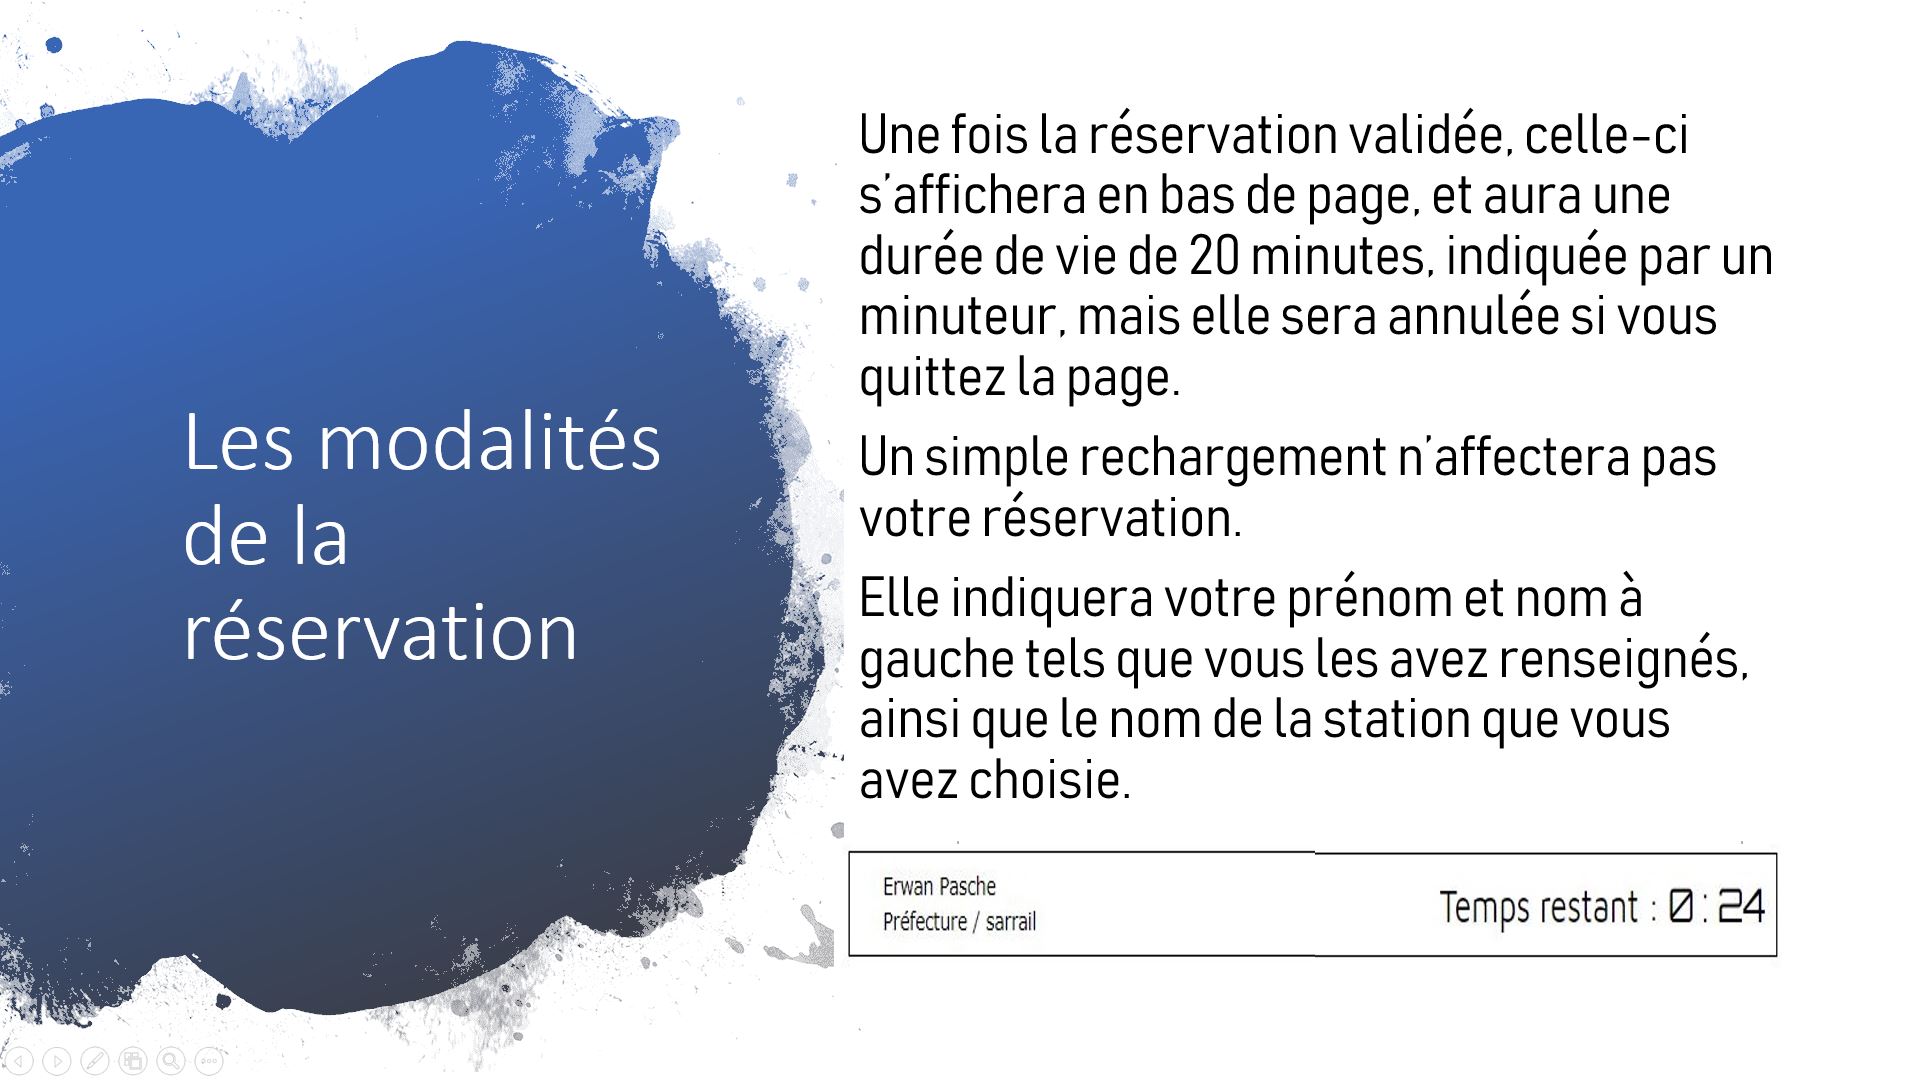 Les modalités
de la
réservation
Une fois la réservation validée, celle-ci
s’affichera en bas de page, et aura une
durée de vie de 20 minutes, indiquée par un
minuteur, mais elle sera annulée si vous
quittez la page.
Un simple rechargement n’affectera pas
votre réservation.
Elle indiquera votre prénom et nom à
gauche tels que vous les avez renseignés,
ainsi que le nom de la station que vous
avez choisie.
Erwan Pasche
Préfecture / sarrail
Temps restant : 0 : 24